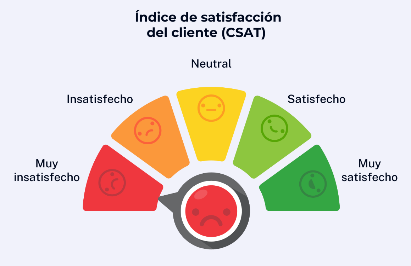 Índice de satisfacción
del cliente (CSAT)
Neutral
Insatisfecho
Satisfecho
Muy
insatisfecho
Muy
satisfecho